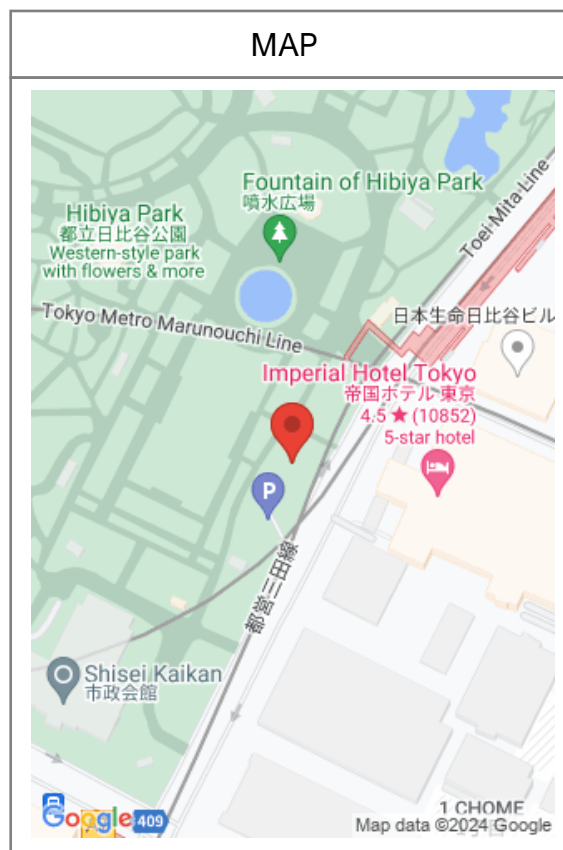 MAP
Fountain of Hibiya Park
噴水広場
Hibiya Park
都立日比谷公園
Western-style park
with flowers & more
Toei Mita Line
Tokyo Metro Marunouchi Line
日本生命日比谷ビル
Imperial Hotel Tokyo
帝国ホテル 東京
4.5 ★ (10852)
5-star hotel
P
都営三田線
Shisei Kaikan
市政会館
1 CHOME
Google
409
Map data ©2024 Google